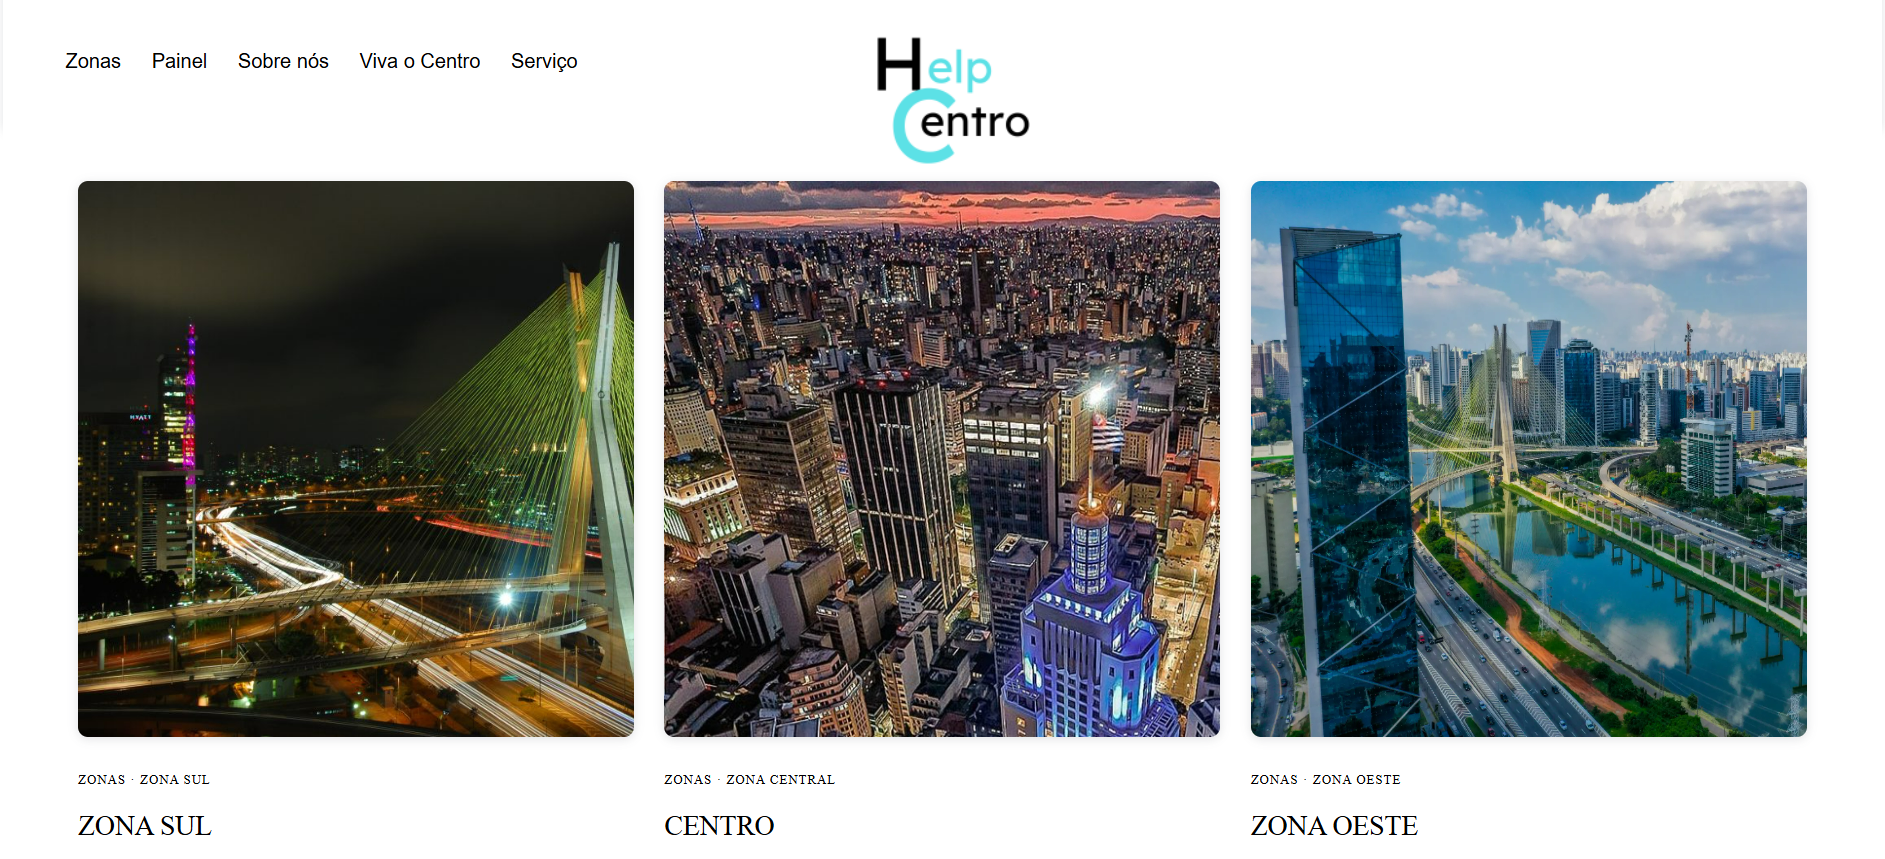 Zonas Painel Sobre nós Viva o Centro Serviço
Help
Centro
HYATT
ZONAS · ZONA SUL
ZONA SUL
ZONAS · ZONA CENTRAL
CENTRO
ZONAS · ZONA OESTE
ZONA OESTE